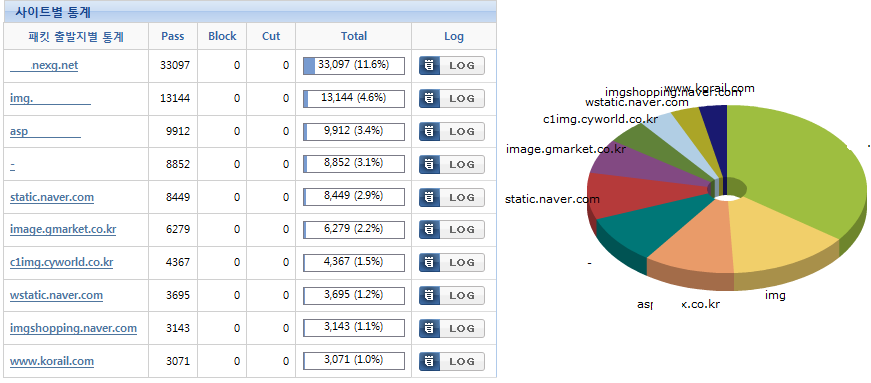 사이트별 통계
패킷 출발지별 통계 Pass Block Cut Total Log
.nexg.net 33097 0 0 33,097 (11.6%) LOG
img. 13144 0 0 13,144 (4.6%) LOG
asp 9912 0 0 9,912 (3.4%) LOG
- 8852 0 0 8,852 (3.1%) LOG
static.naver.com 8449 0 0 8,449 (2.9%) LOG
image.gmarket.co.kr 6279 0 0 6,279 (2.2%) LOG
c1img.cyworld.co.kr 4367 0 0 4,367 (1.5%) LOG
wstatic.naver.com 3695 0 0 3,695 (1.2%) LOG
imgshopping.naver.com 3143 0 0 3,143 (1.1%) LOG
www.korail.com 3071 0 0 3,071 (1.0%) LOG
www.korail.com
imgshopping.naver.com
wstatic.naver.com
c1img.cyworld.co.kr
image.gmarket.co.kr
static.naver.com
-
img
asp x.co.kr